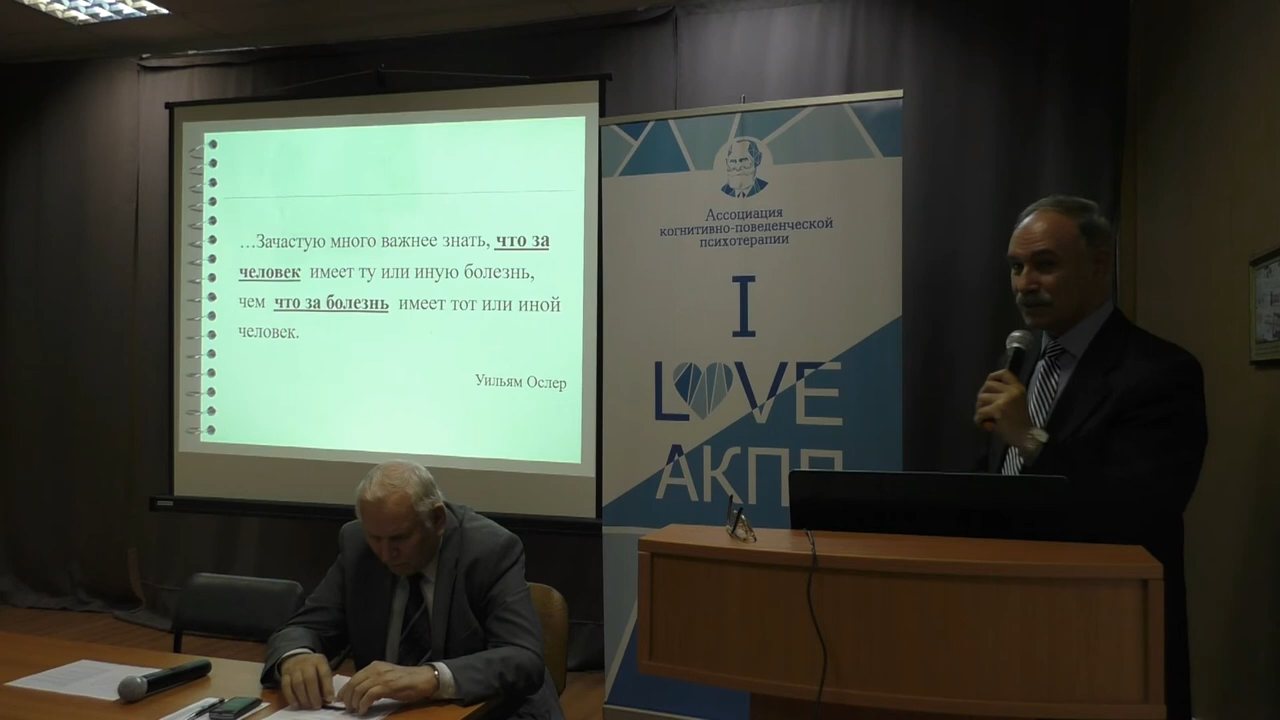 …Зачастую много важнее знать, что за
человек имеет ту или иную болезнь,
чем что за болезнь имеет тот или иной
человек.
Уильям Ослер
Ассоциация
когнитивно-поведенческой
психотерапии
I
LOVE
АКПП